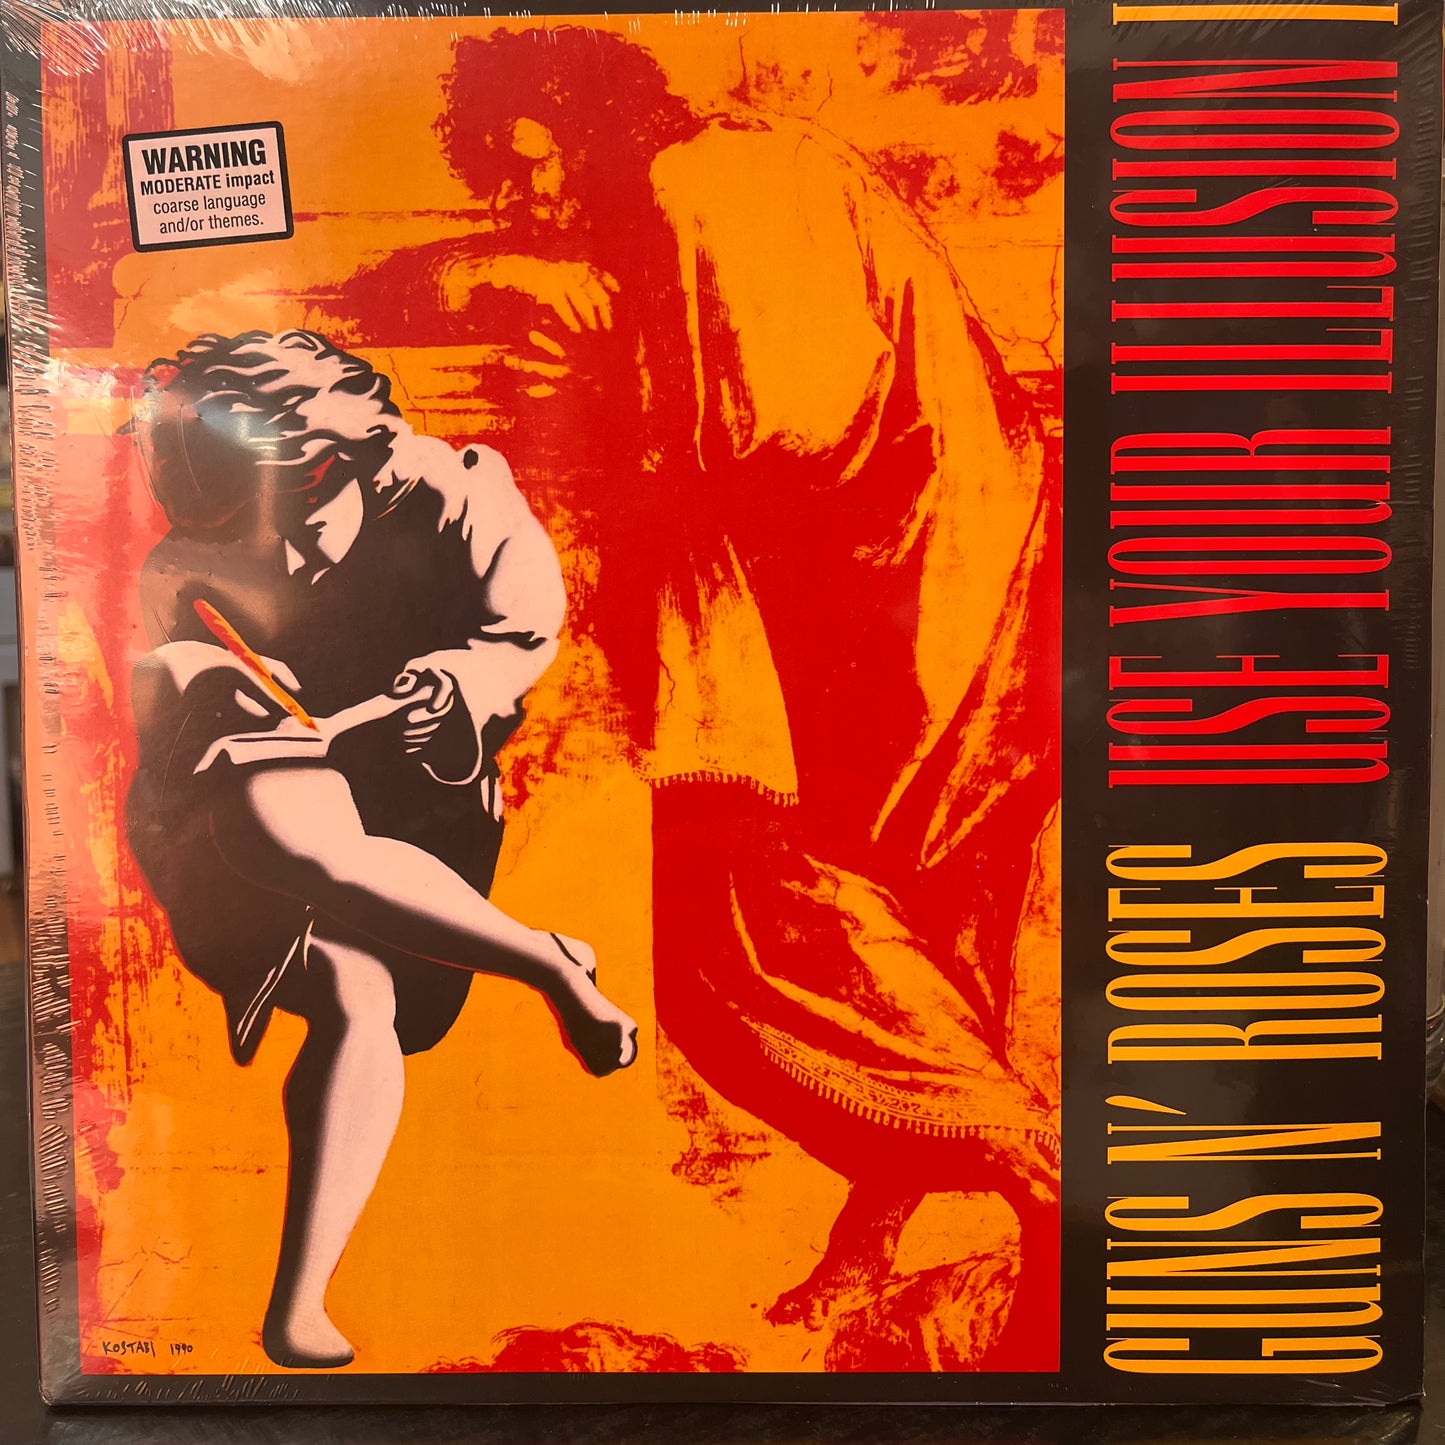 WARNING
MODERATE impact
coarse language
and/or themes.
GUNS N' ROSES USE YOUR ILLUSION I
KOSTABI 1990